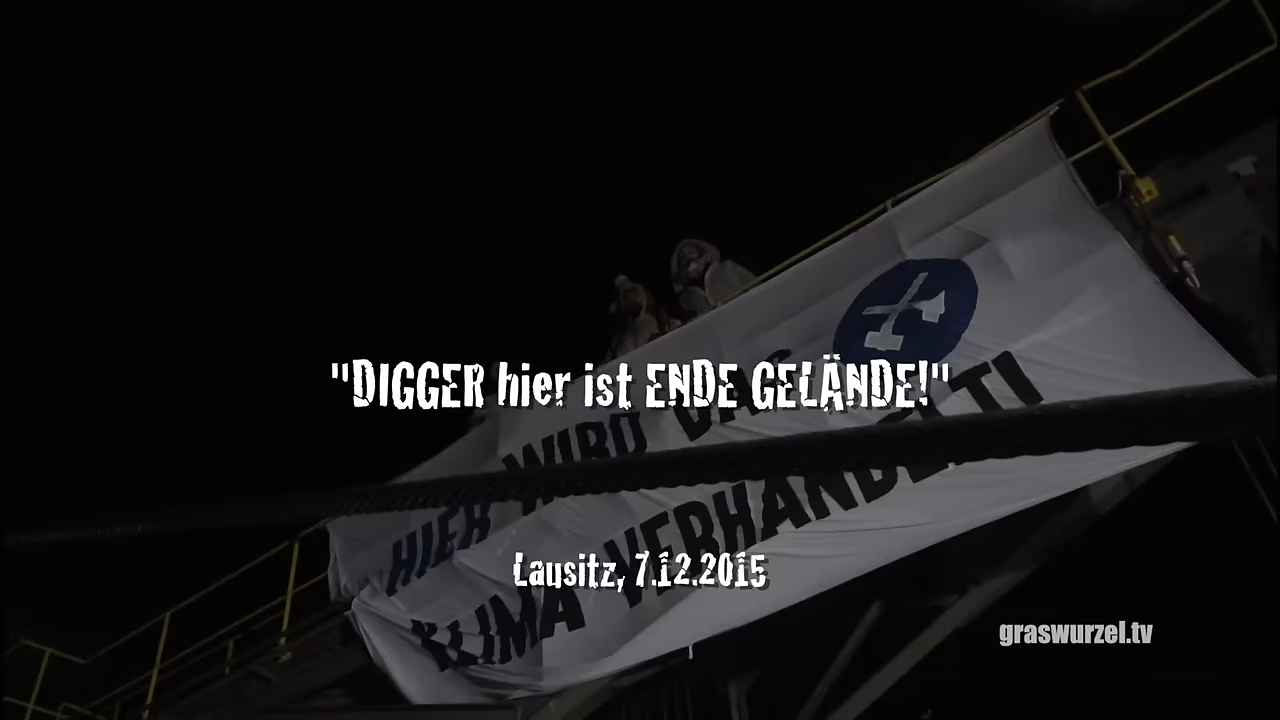 "DIGGER hier ist ENDE GELÄNDE!"
HIER WIRD DAS
KLIMA VERHANDELT!
Lausitz, 7.12.2015
graswurzel.tv